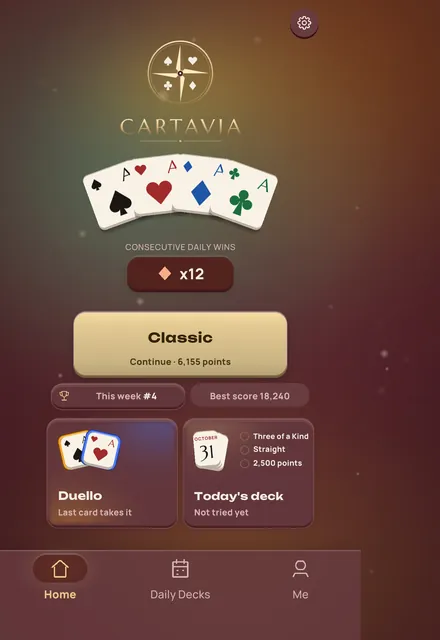 CARTAVIA
A
A
A
A
CONSECUTIVE DAILY WINS
x12
Classic
Continue · 6,155 points
This week #4
Best score 18,240
OCTOBER
31
Three of a Kind
Straight
2,500 points
Duello
Last card takes it
Today's deck
Not tried yet
Home
Daily Decks
Me